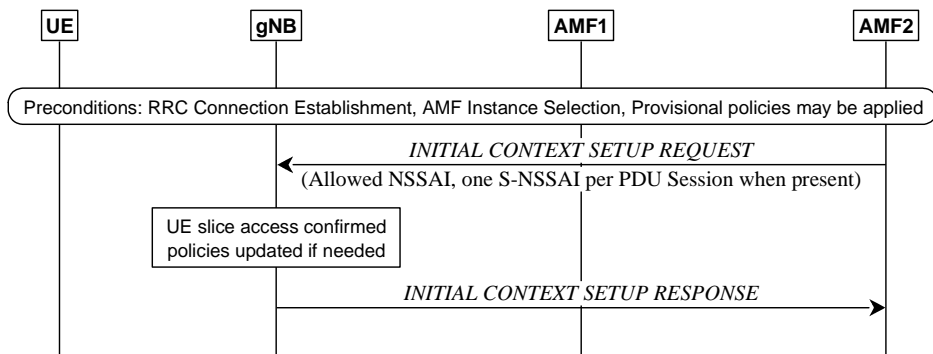 UE gNB AMF1 AMF2
Preconditions: RRC Connection Establishment, AMF Instance Selection, Provisional policies may be applied
INITIAL CONTEXT SETUP REQUEST
(Allowed NSSAI, one S-NSSAI per PDU Session when present)
UE slice access confirmed
policies updated if needed
INITIAL CONTEXT SETUP RESPONSE